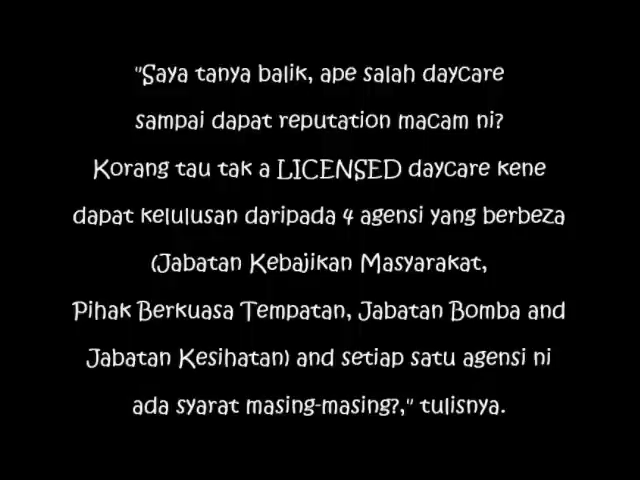 "Saya tanya balik, ape salah daycare
sampai dapat reputation macam ni?
Korang tau tak a LICENSED daycare kene
dapat kelulusan daripada 4 agensi yang berbeza
(Jabatan Kebajikan Masyarakat,
Pihak Berkuasa Tempatan, Jabatan Bomba and
Jabatan Kesihatan) and setiap satu agensi ni
ada syarat masing-masing?," tulisnya.